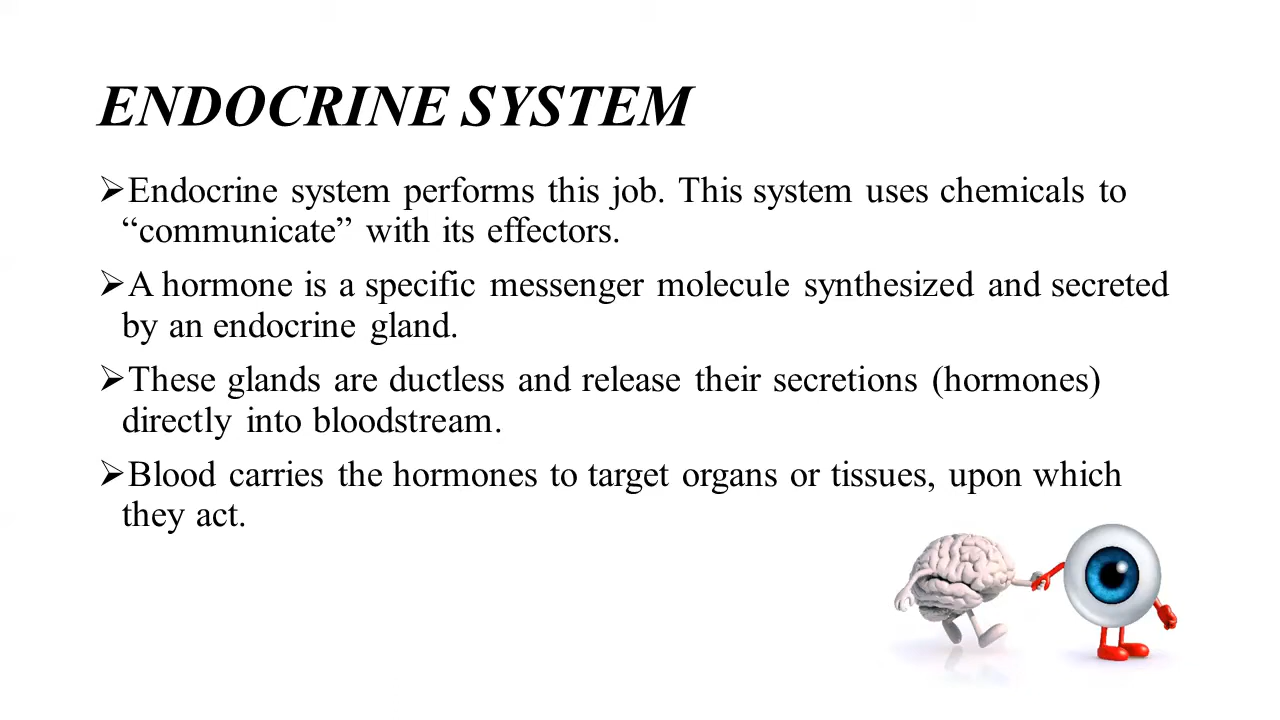 ENDOCRINE SYSTEM
➢Endocrine system performs this job. This system uses chemicals to
“communicate” with its effectors.
➢A hormone is a specific messenger molecule synthesized and secreted
by an endocrine gland.
➢These glands are ductless and release their secretions (hormones)
directly into bloodstream.
➢Blood carries the hormones to target organs or tissues, upon which
they act.